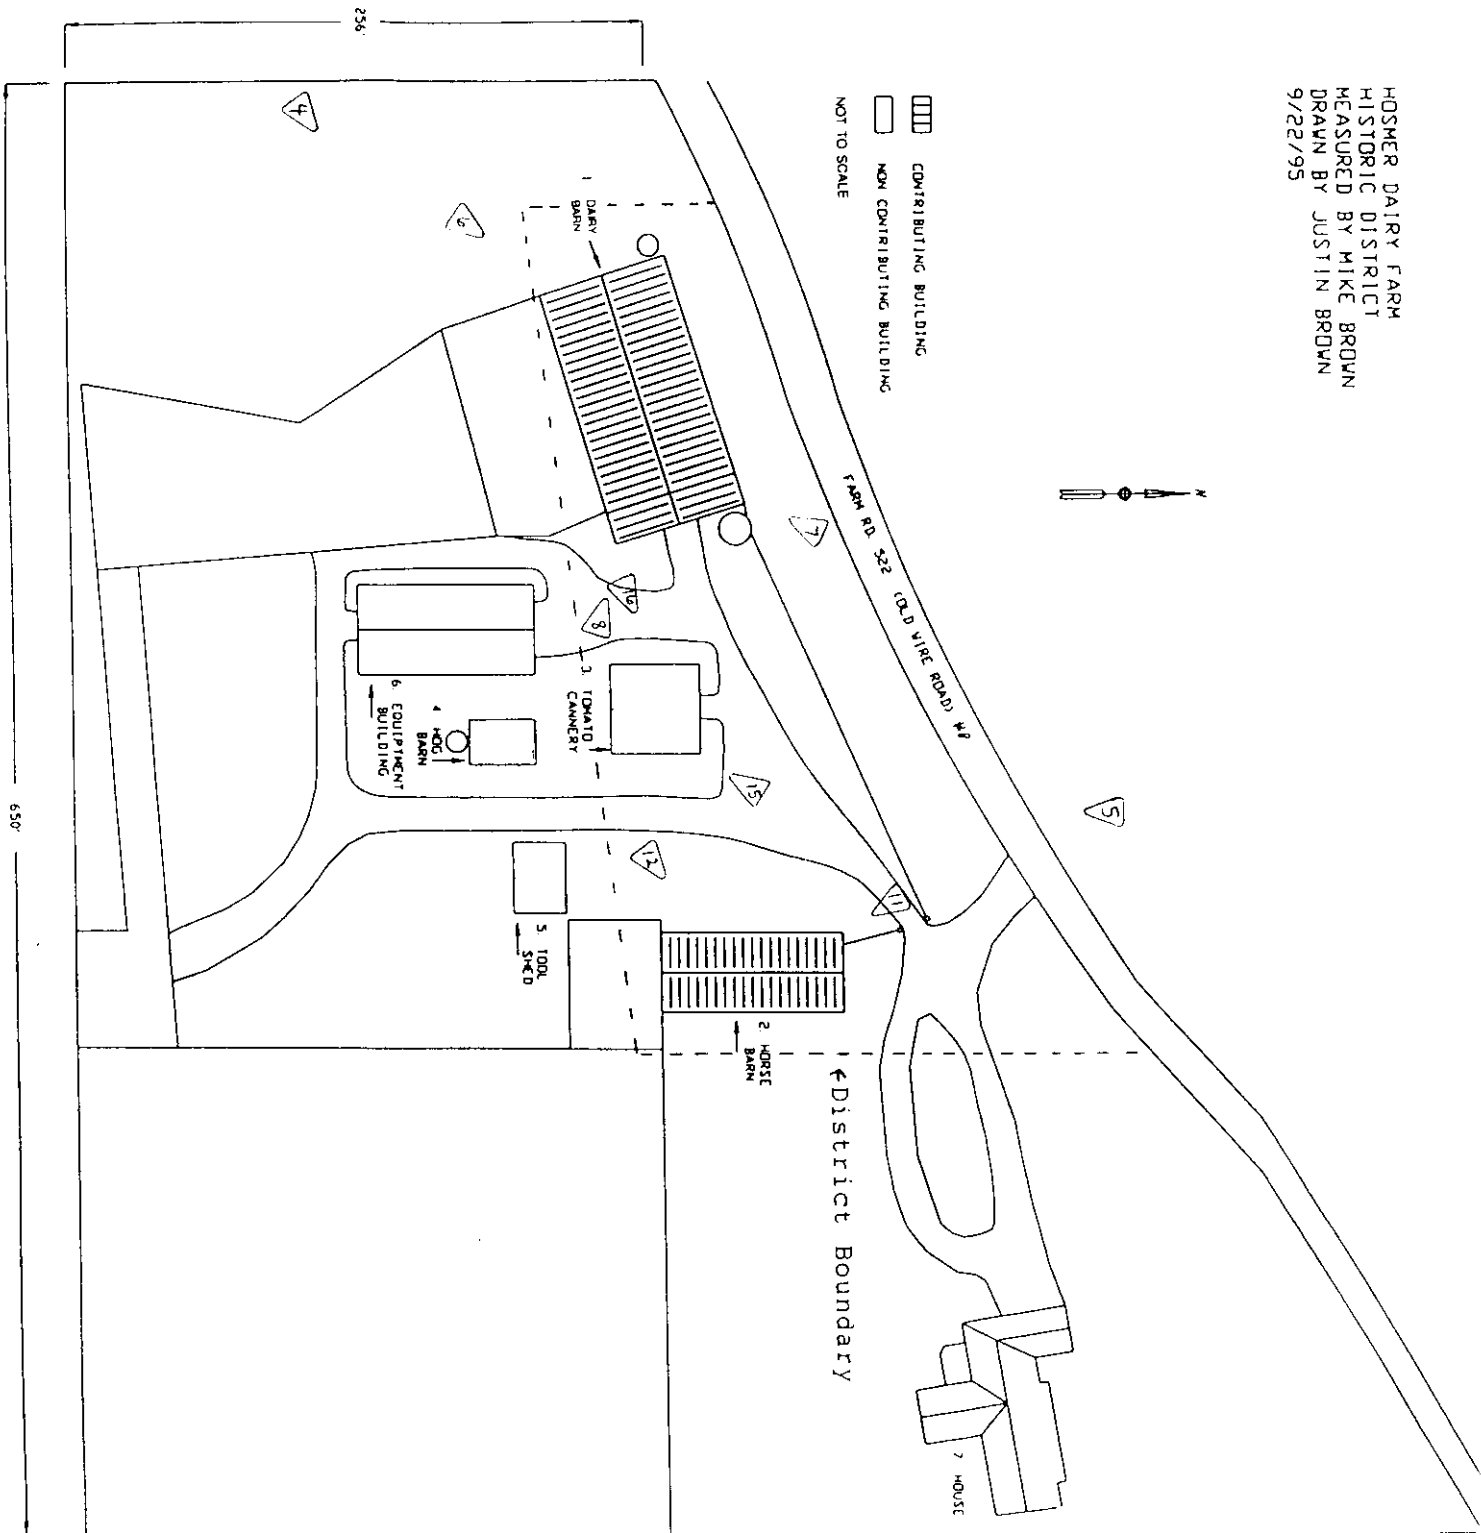 HOSMER DAIRY FARM
HISTORIC DISTRICT
MEASURED BY MIKE BROWN
DRAWN BY JUSTIN BROWN
9/22/95
N
CONTRIBUTING BUILDING
NON CONTRIBUTING BUILDING
NOT TO SCALE
256'
650'
FARM RD. 522 (OLD WIRE ROAD)
1 DAIRY
BARN
2. HORSE
BARN
3. TOMATO
CANNERY
4 HOG
BARN
5. TOOL
SHED
6. EQUIPTMENT
BUILDING
7 HOUSE
District Boundary
4
6
7
5
16
8
15
12
11